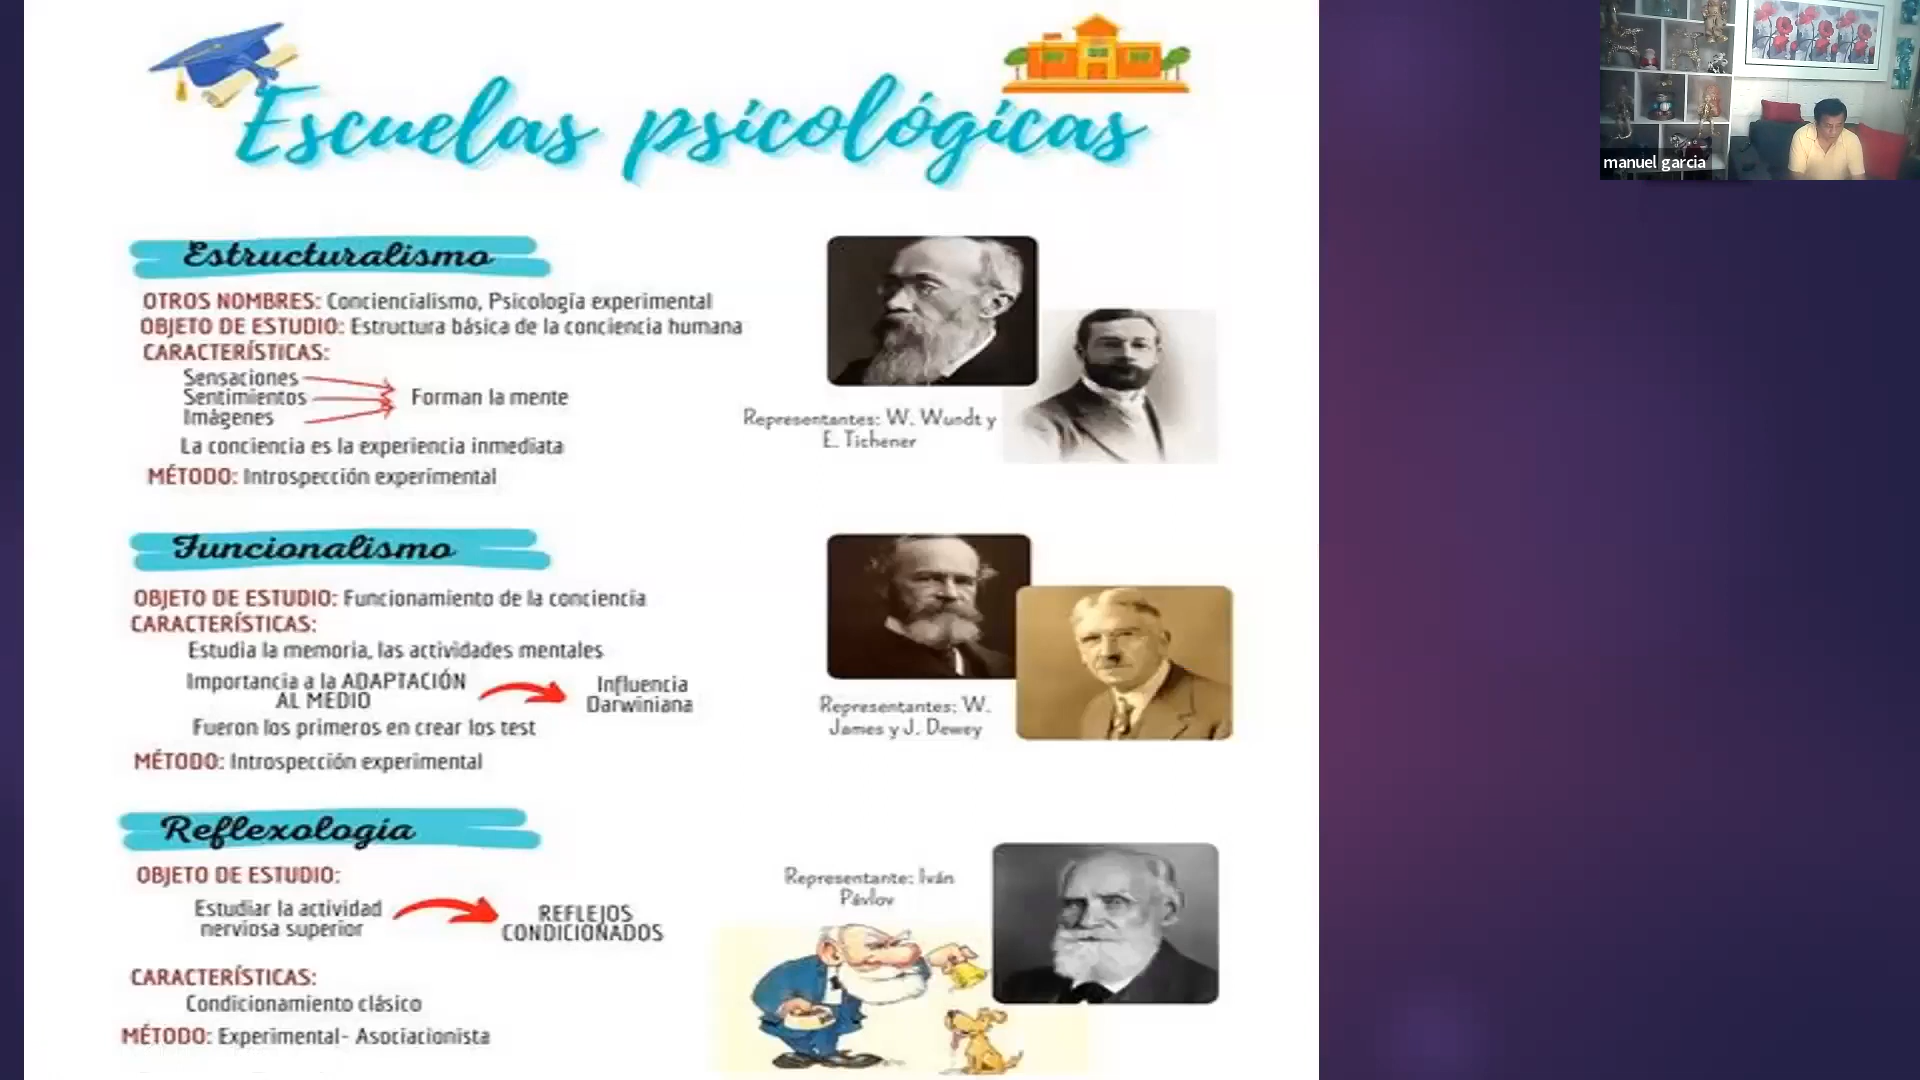 Escuelas psicológicas
manuel garcia
Estructuralismo
OTROS NOMBRES: Conciencialismo, Psicología experimental
OBJETO DE ESTUDIO: Estructura básica de la conciencia humana
CARACTERÍSTICAS:
Sensaciones
Sentimientos
Imágenes
Forman la mente
La conciencia es la experiencia inmediata
MÉTODO: Introspección experimental
Representantes: W. Wundt y
E. Tichener
Funcionalismo
OBJETO DE ESTUDIO: Funcionamiento de la conciencia
CARACTERÍSTICAS:
Estudia la memoria, las actividades mentales
Importancia a la ADAPTACIÓN
AL MEDIO
Influencia
Darwiniana
Fueron los primeros en crear los test
MÉTODO: Introspección experimental
Representantes: W.
James y J. Dewey
Reflexología
OBJETO DE ESTUDIO:
Estudiar la actividad
nerviosa superior
REFLEJOS
CONDICIONADOS
CARACTERÍSTICAS:
Condicionamiento clásico
MÉTODO: Experimental- Asociacionista
Representante: Iván
Pávlov